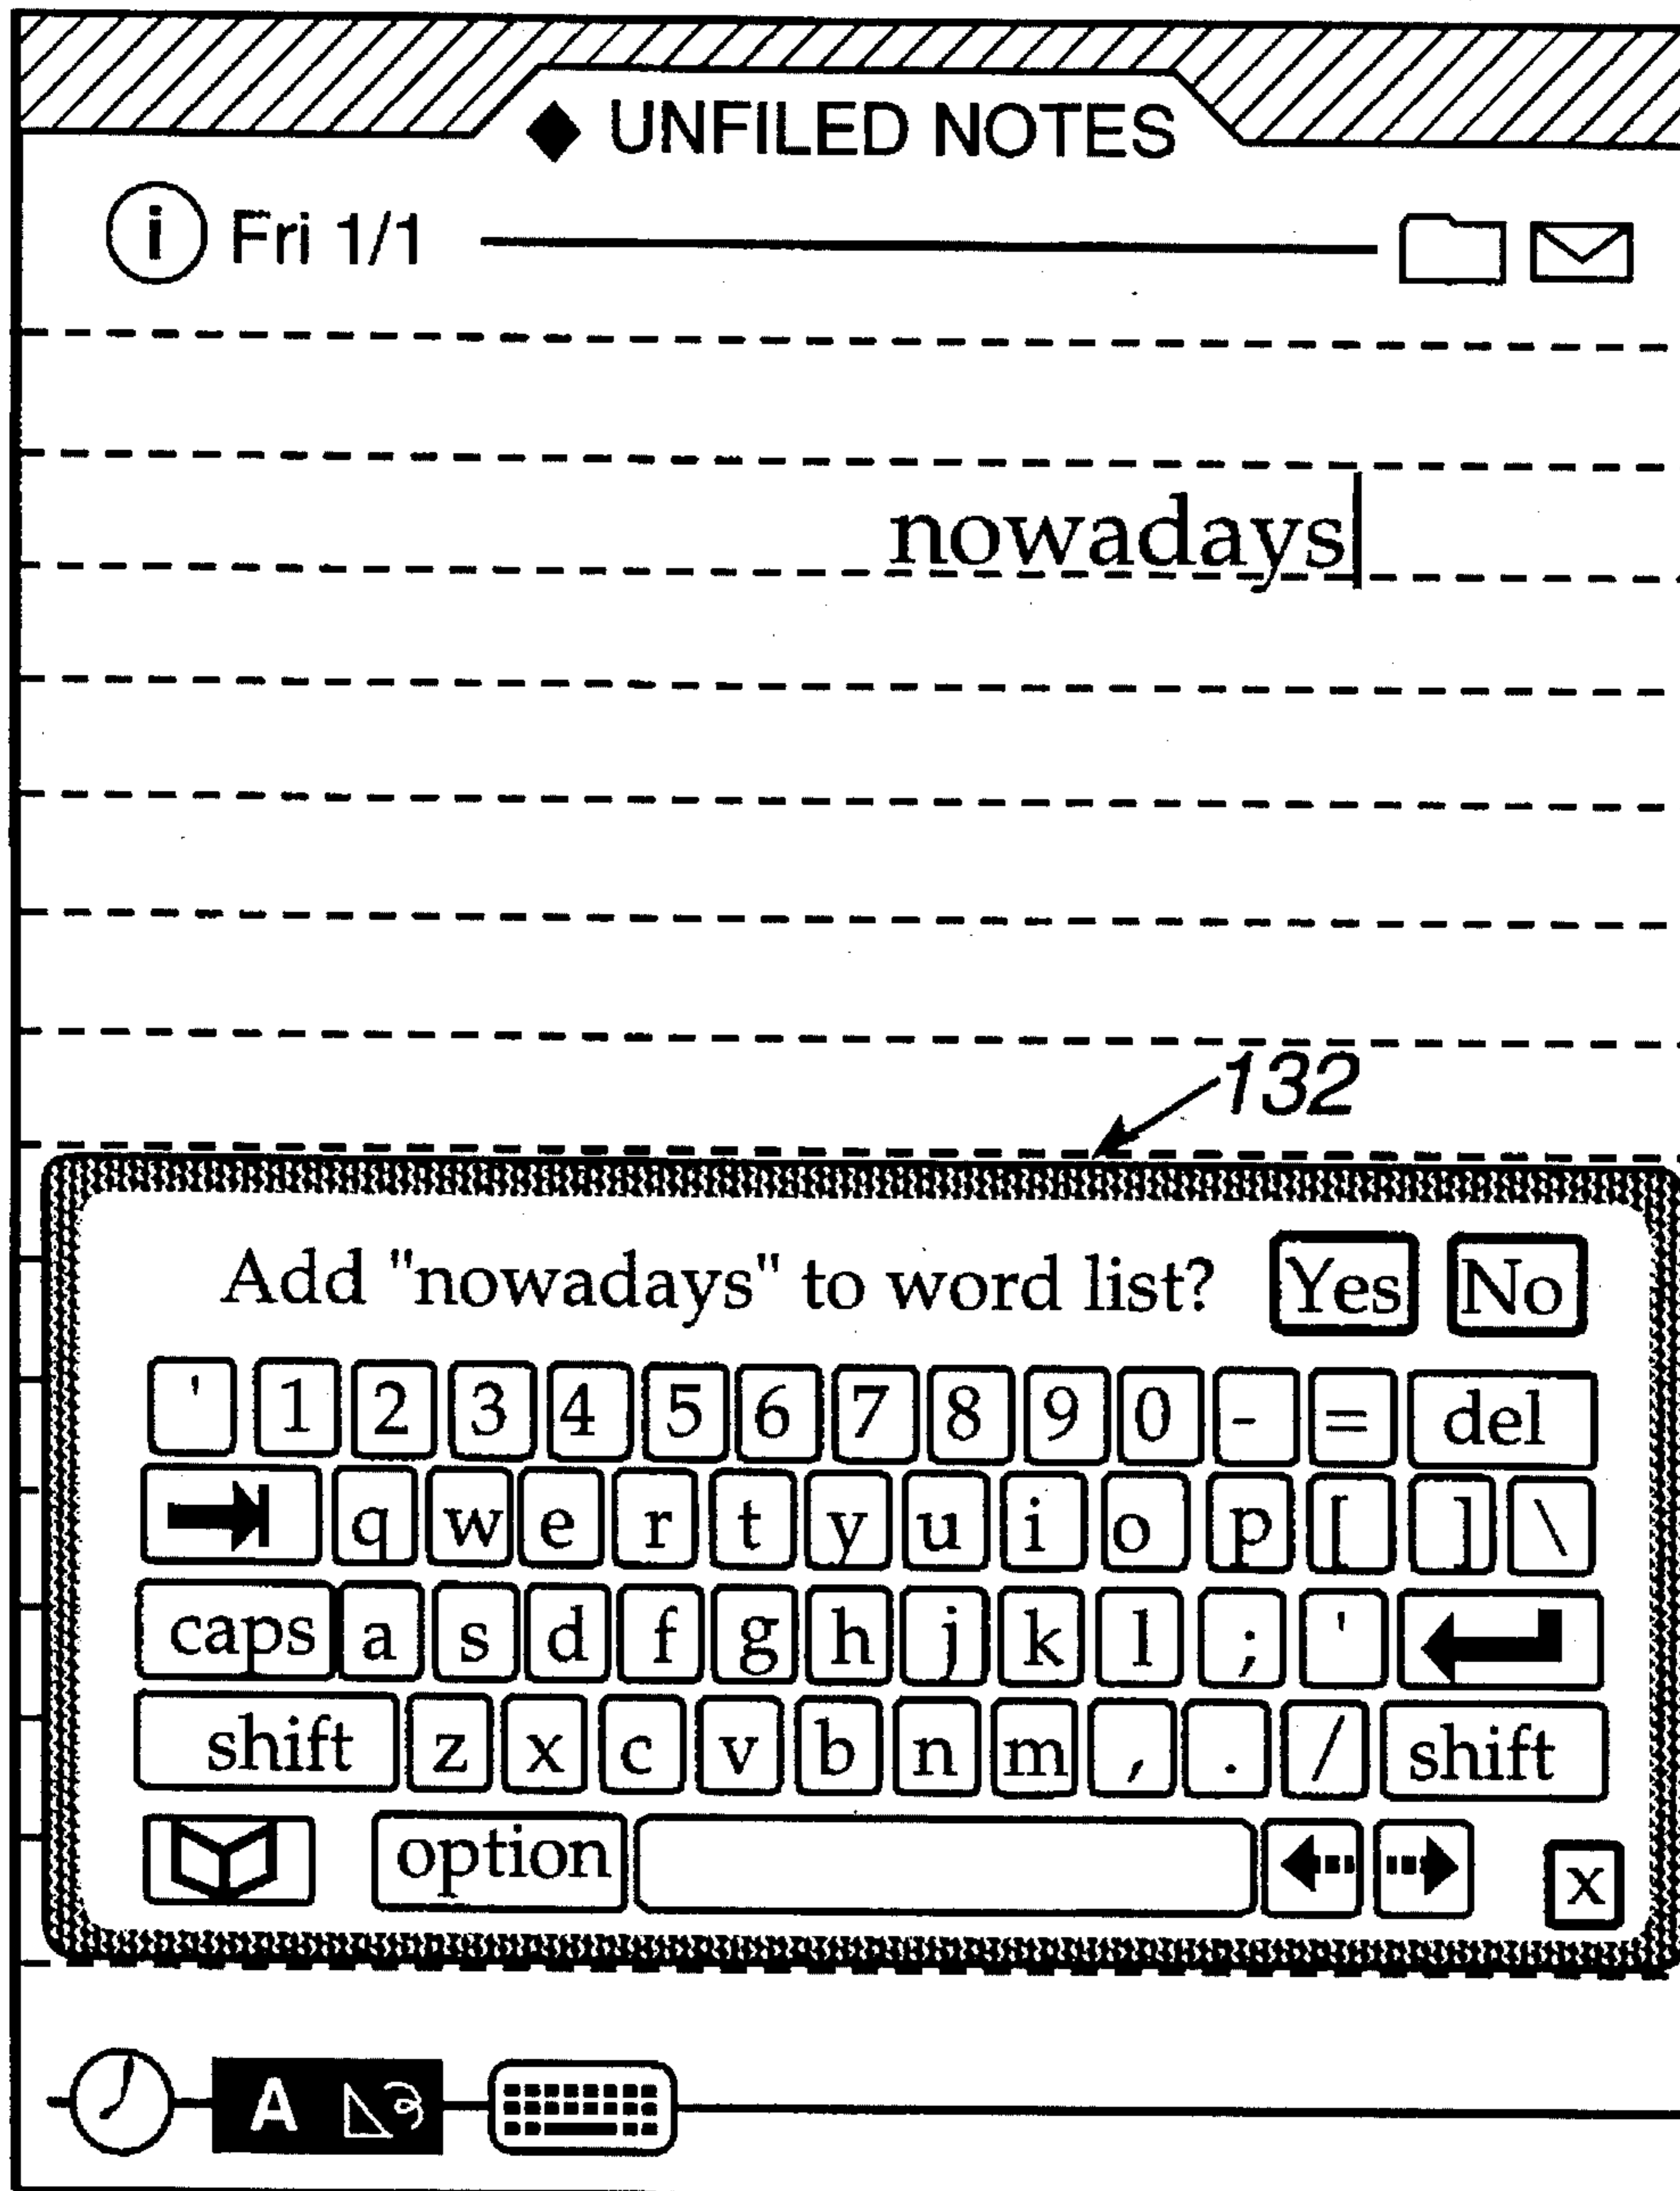 ◆ UNFILED NOTES
i Fri 1/1
nowadays
132
Add "nowadays" to word list? Yes No
' 1 2 3 4 5 6 7 8 9 0 - = del
q w e r t y u i o p [ ] \
caps a s d f g h j k l ; '
shift z x c v b n m , . / shift
option x
A